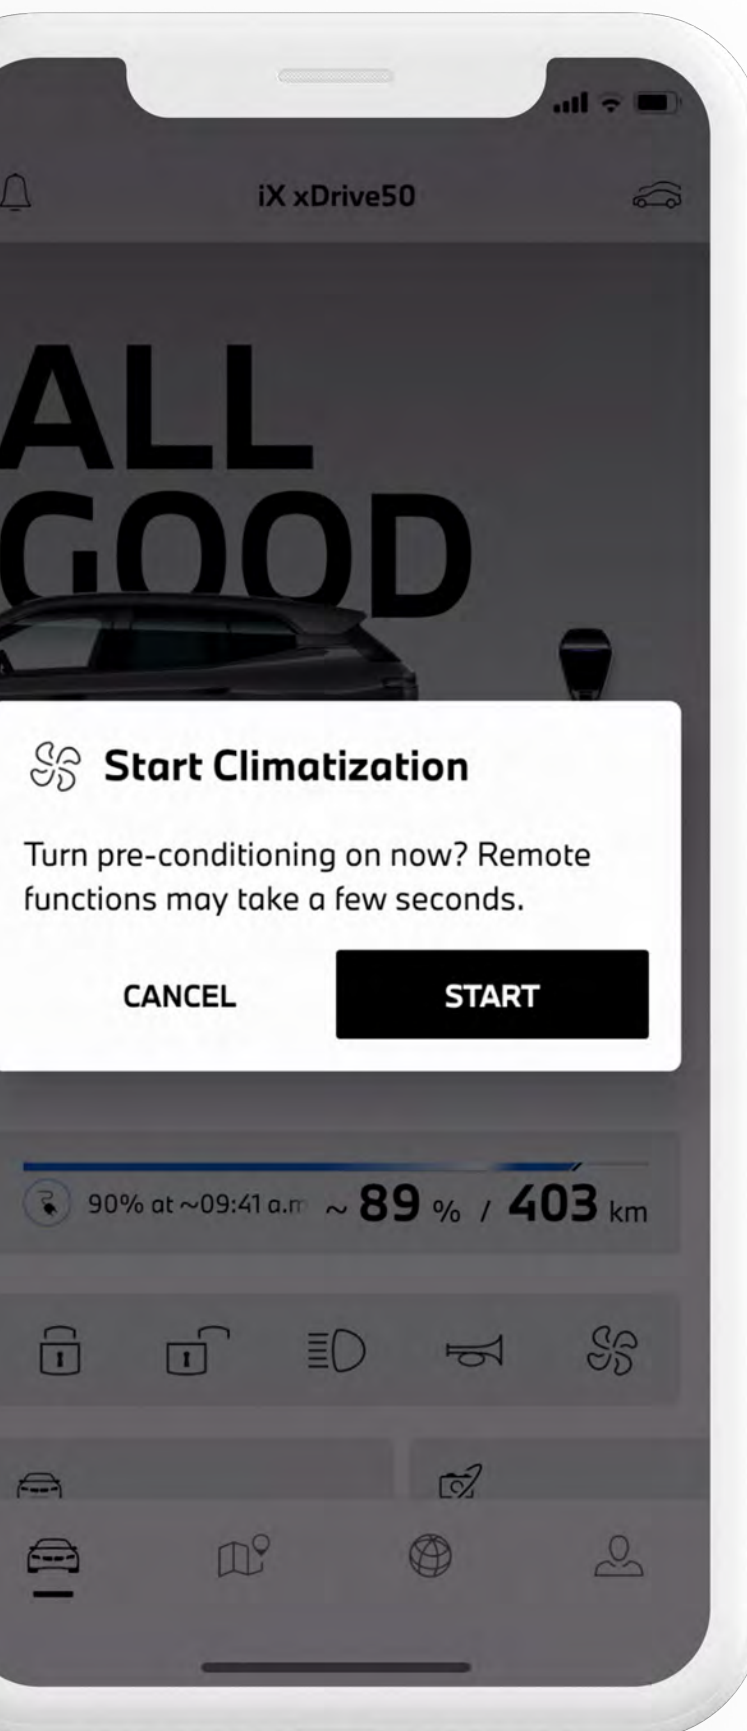 iX xDrive50
ALL
GOOD
Start Climatization
Turn pre-conditioning on now? Remote
functions may take a few seconds.
CANCEL START
90% at ~09:41 a.m ~ 89 % / 403 km